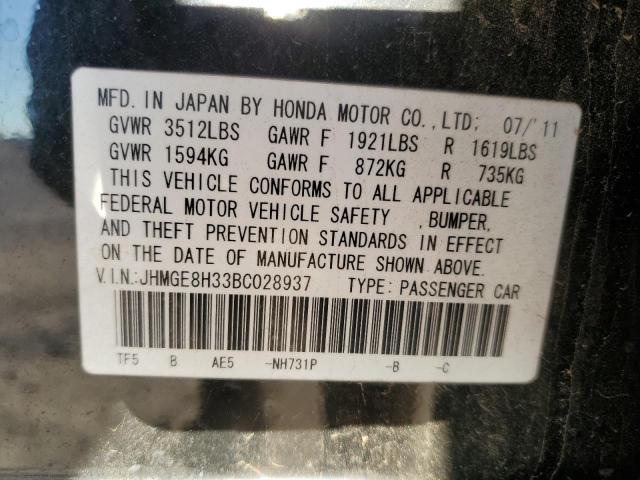 MFD. IN JAPAN BY HONDA MOTOR CO.,LTD; 07/'11
GVWR 3512LBS GAWR F 1921LBS R 1619LBS
GVWR 1594KG GAWR F 872KG R 735KG
THIS VEHICLE CONFORMS TO ALL APPLICABLE
FEDERAL MOTOR VEHICLE SAFETY ,BUMPER,
AND THEFT PREVENTION STANDARDS IN EFFECT
ON THE DATE OF MANUFACTURE SHOWN ABOVE.
V.I.N.:JHMGE8H33BC028937 TYPE:PASSENGER CAR
TF5 B AE5 -NH731P -B -C